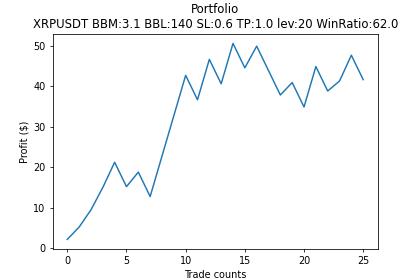 Portfolio
XRPUSDT BBM:3.1 BBL:140 SL:0.6 TP:1.0 lev:20 WinRatio:62.0
50
40
30
20
10
0
Profit ($)
0 5 10 15 20 25
Trade counts